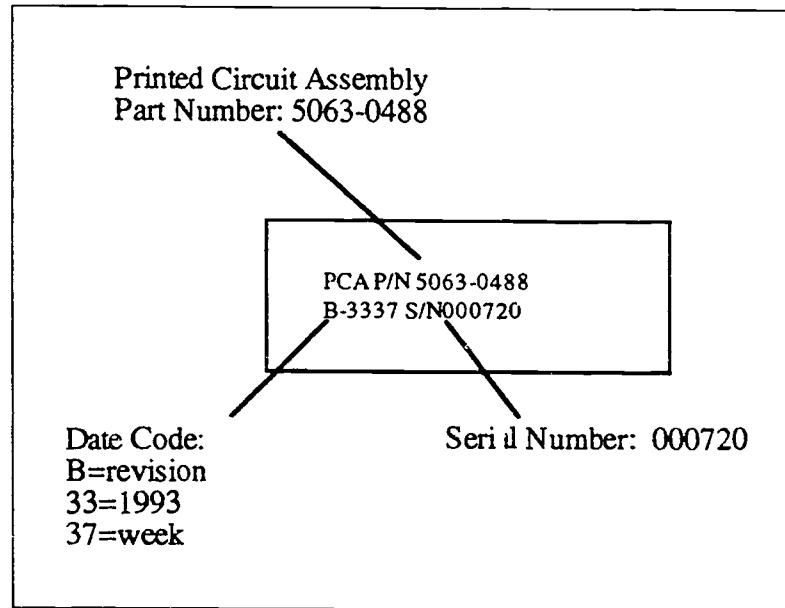 Printed Circuit Assembly
Part Number: 5063-0488
PCA P/N 5063-0488
B-3337 S/N000720
Date Code:
B=revision
33=1993
37=week
Serial Number: 000720